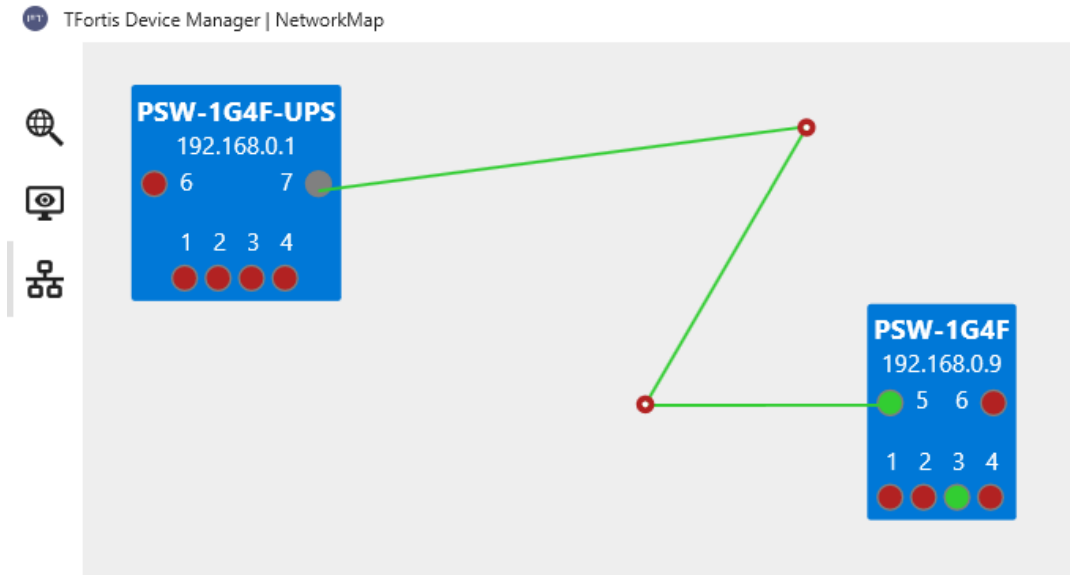 TFortis Device Manager | NetworkMap
PSW-1G4F-UPS
192.168.0.1
6 7
1 2 3 4
PSW-1G4F
192.168.0.9
5 6
1 2 3 4